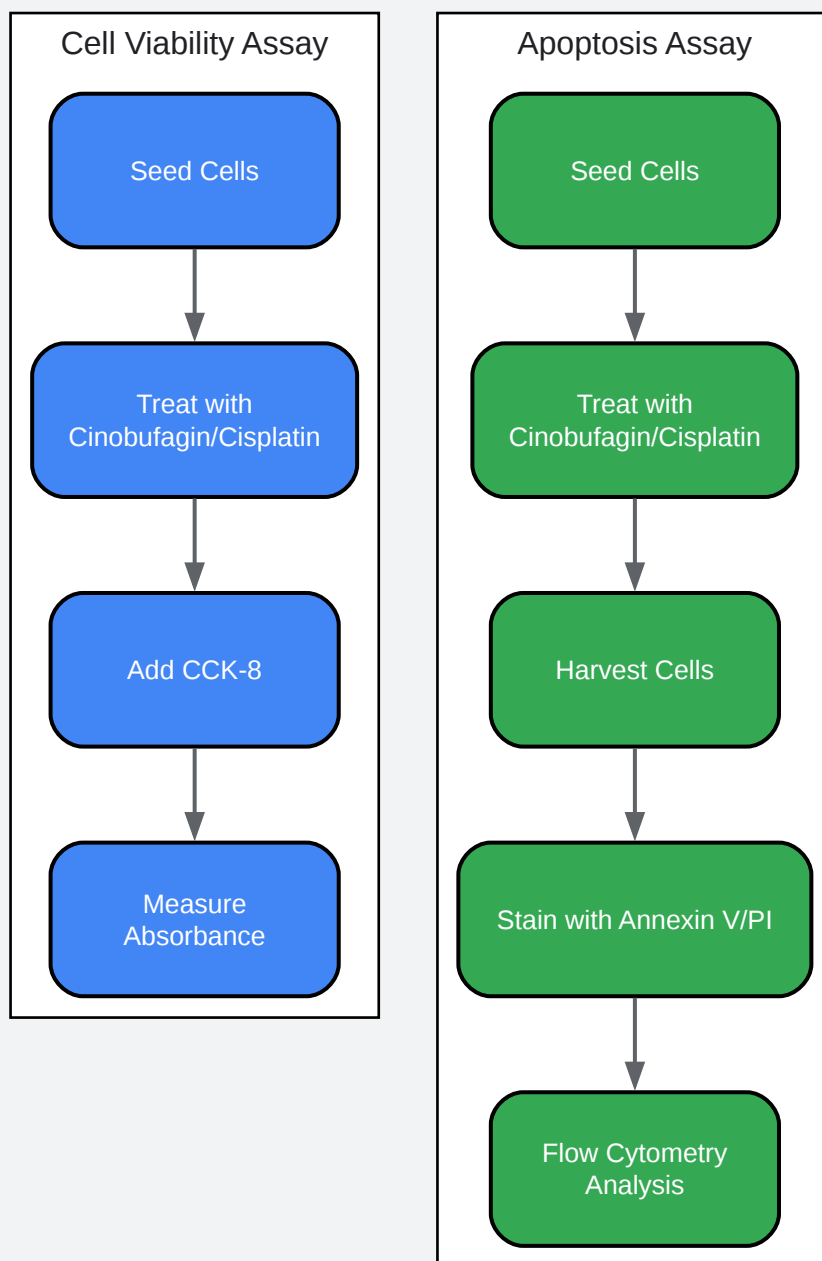 Cell Viability Assay
Seed Cells
Treat with
Cinobufagin/Cisplatin
Add CCK-8
Measure
Absorbance
Apoptosis Assay
Seed Cells
Treat with
Cinobufagin/Cisplatin
Harvest Cells
Stain with Annexin V/PI
Flow Cytometry
Analysis